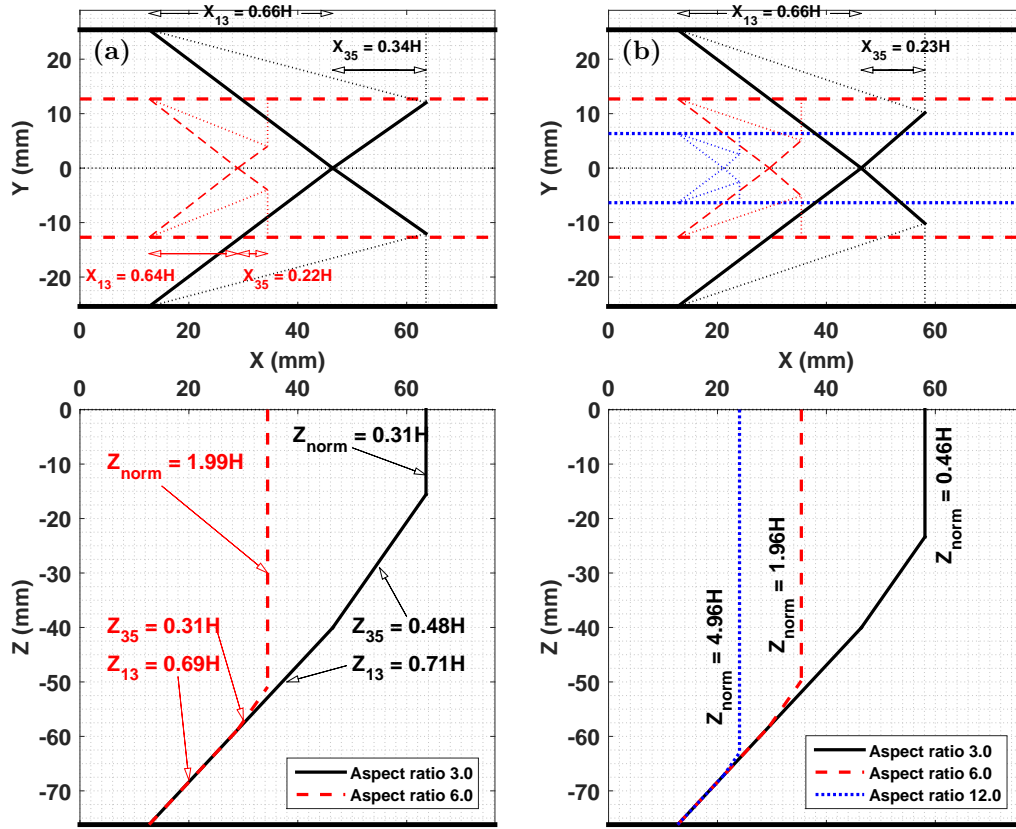 X13 = 0.66H
X13 = 0.66H
(a)
X35 = 0.34H
(b)
X35 = 0.23H
20
10
0
-10
-20
Y (mm)
20
10
0
-10
-20
Y (mm)
X13 = 0.64H
X35 = 0.22H
0 20 40 60
X (mm)
0 20 40 60
X (mm)
0 20 40 60
0 20 40 60
0
-10
-20
-30
-40
-50
-60
-70
Z (mm)
Znorm = 0.31H
Znorm = 1.99H
Z35 = 0.31H
Z13 = 0.69H
Z35 = 0.48H
Z13 = 0.71H
Aspect ratio 3.0
Aspect ratio 6.0
0
-10
-20
-30
-40
-50
-60
-70
Z (mm)
Znorm = 4.96H
Znorm = 1.96H
Znorm = 0.46H
Aspect ratio 3.0
Aspect ratio 6.0
Aspect ratio 12.0